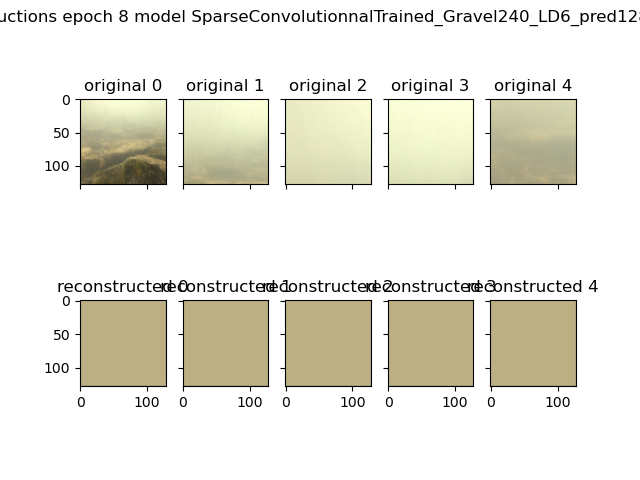 uctions epoch 8 model SparseConvolutionnalTrained_Gravel240_LD6_pred128
original 0 original 1 original 2 original 3 original 4
0
50
100
reconstructed 0 reconstructed 1 reconstructed 2 reconstructed 3 reconstructed 4
0
50
100
0 100 0 100 0 100 0 100 0 100